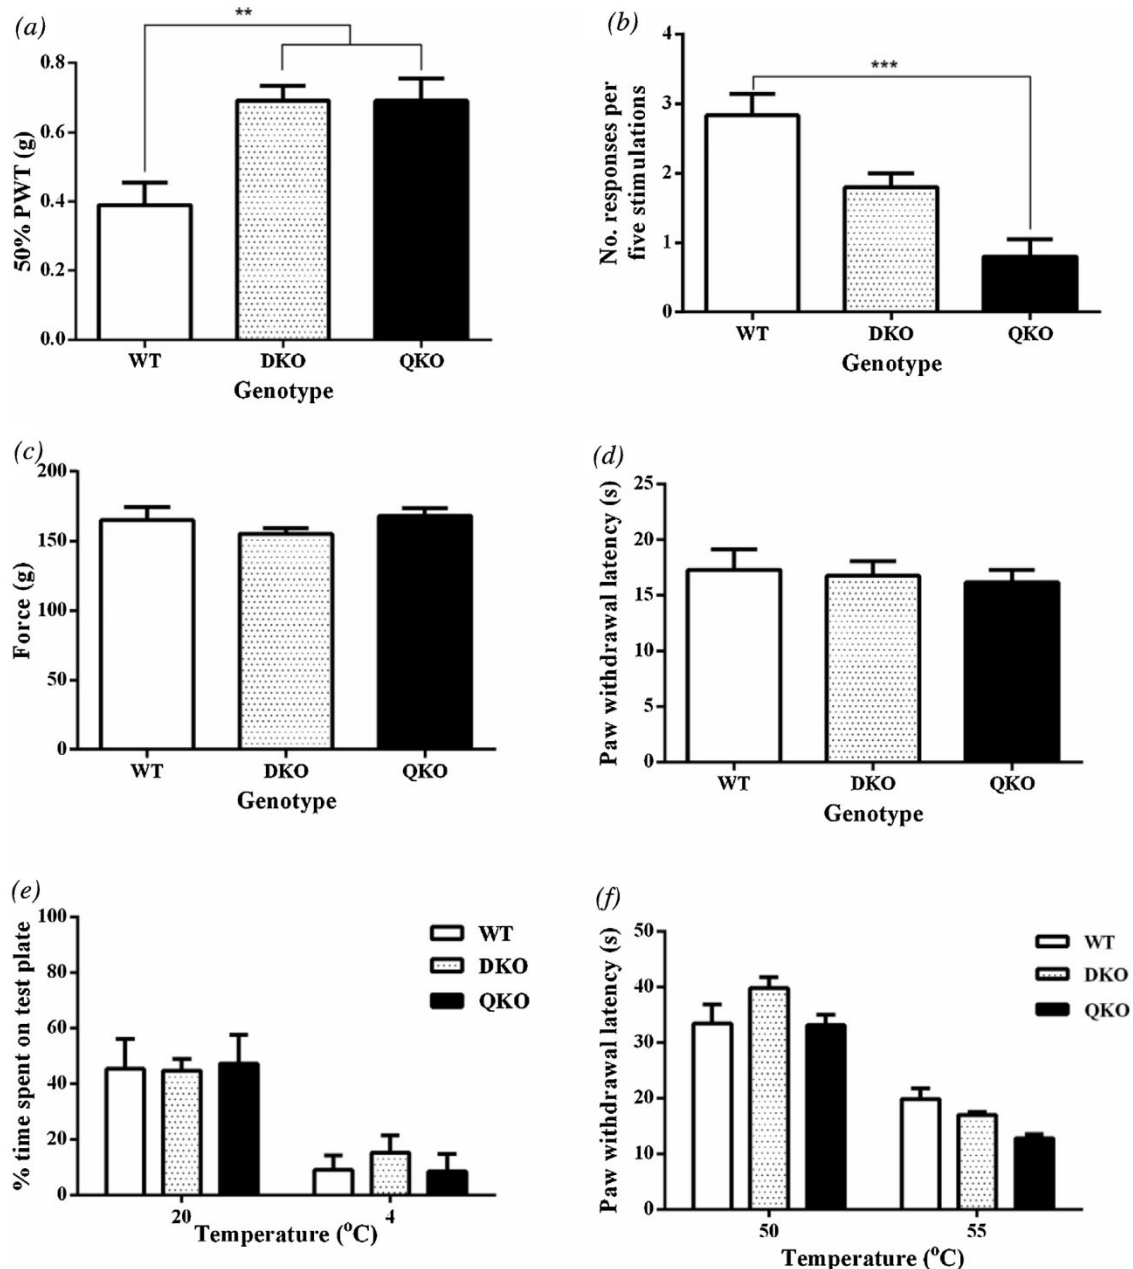 (a)
**
50% PWT (g)
0.8
0.6
0.4
0.2
0.0
WT DKO QKO
Genotype
(b)
***
No. responses per
five stimulations
4
3
2
1
0
WT DKO QKO
Genotype
(c)
Force (g)
200
150
100
50
0
WT DKO QKO
Genotype
(d)
Paw withdrawal latency (s)
25
20
15
10
5
0
WT DKO QKO
Genotype
(e)
% time spent on test plate
100
80
60
40
20
0
WT
DKO
QKO
20 4
Temperature (°C)
(f)
Paw withdrawal latency (s)
50
40
30
20
10
0
WT
DKO
QKO
50 55
Temperature (°C)